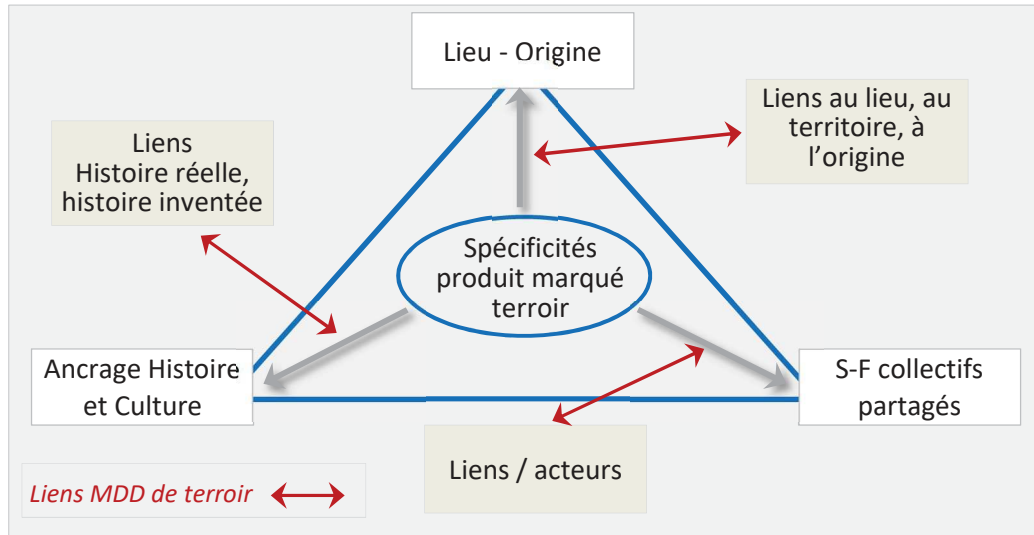 Lieu - Origine
Liens au lieu, au
territoire, à
l’origine
Liens
Histoire réelle,
histoire inventée
Spécificités
produit marqué
terroir
Ancrage Histoire
et Culture
S-F collectifs
partagés
Liens / acteurs
Liens MDD de terroir